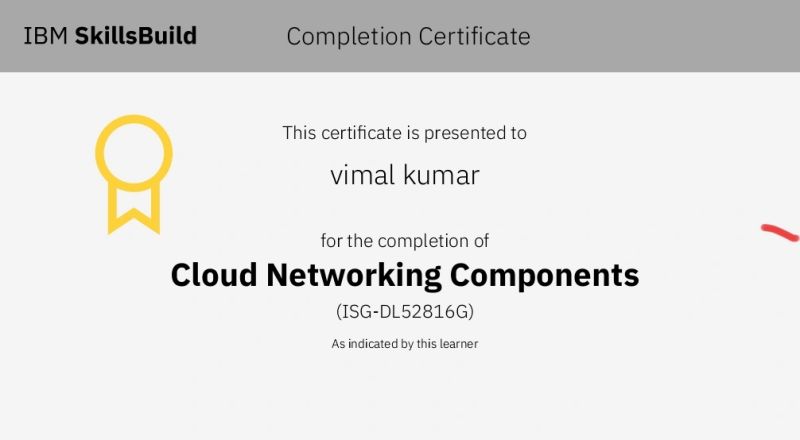 IBM SkillsBuild
Completion Certificate
This certificate is presented to
vimal kumar
for the completion of
Cloud Networking Components
(ISG-DL52816G)
As indicated by this learner